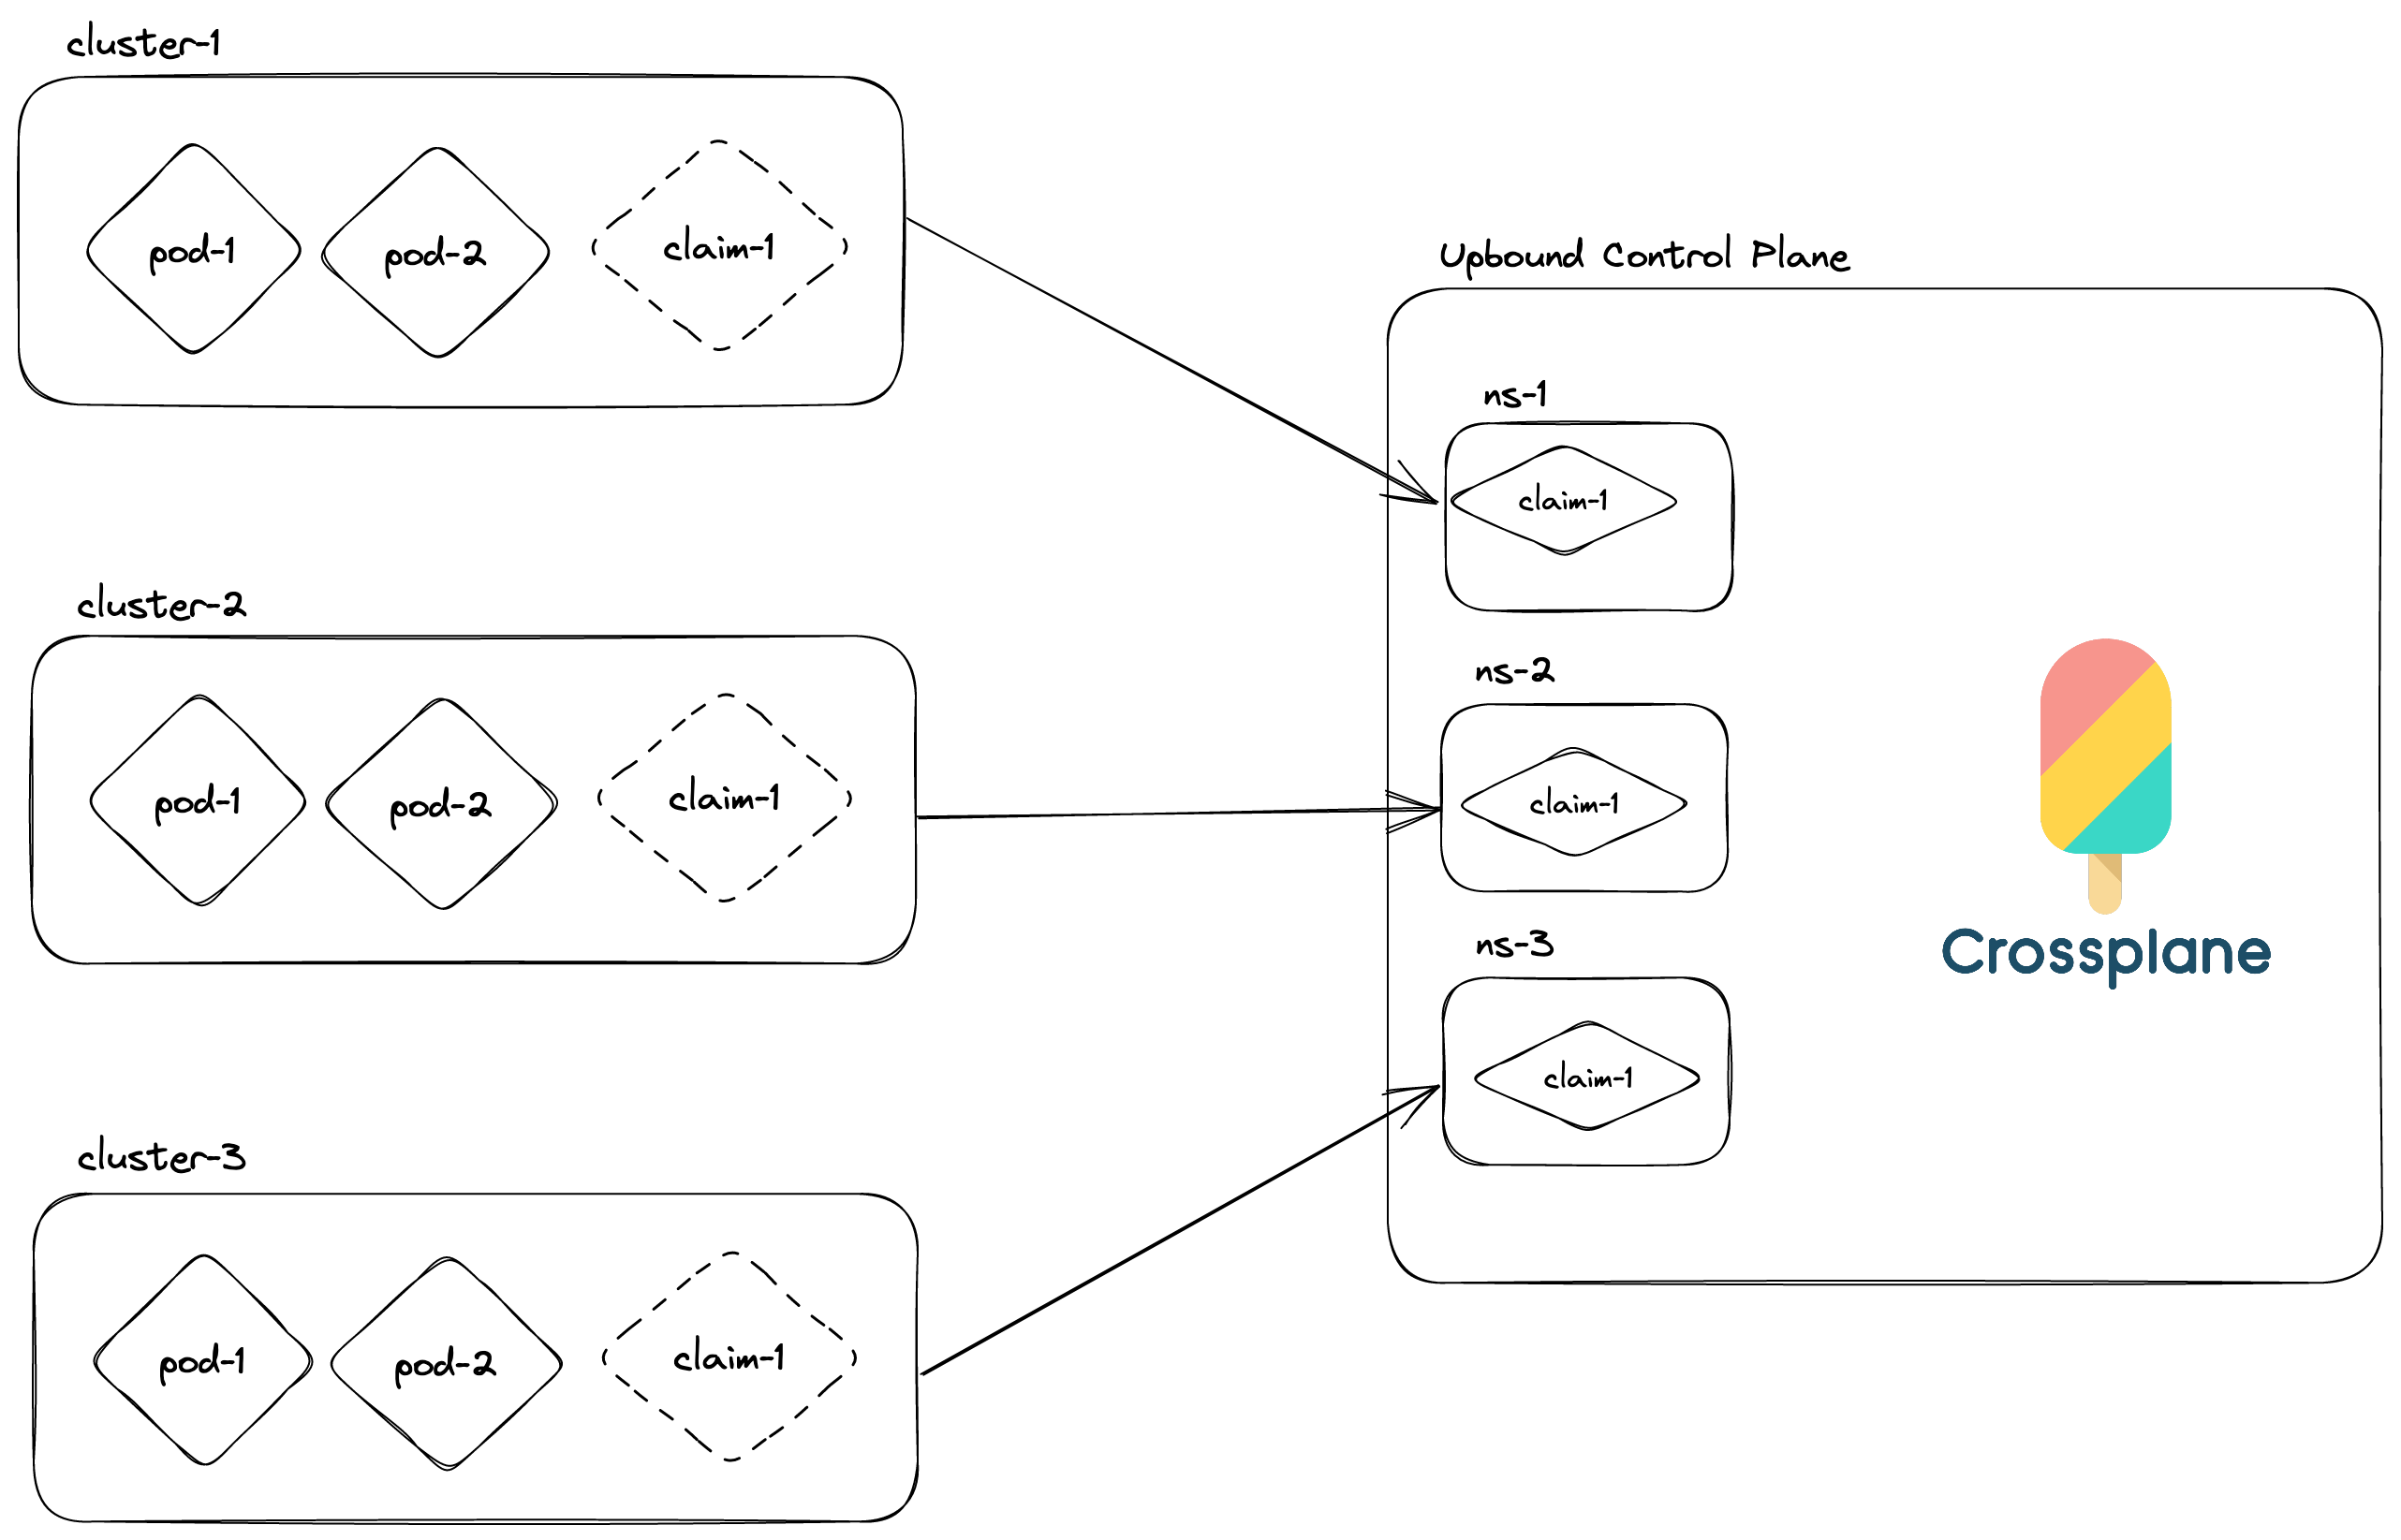 cluster-1
pod-1
pod-2
claim-1
cluster-2
pod-1
pod-2
claim-1
cluster-3
pod-1
pod-2
claim-1
Upbound Control Plane
ns-1
claim-1
ns-2
claim-1
ns-3
claim-1
Crossplane